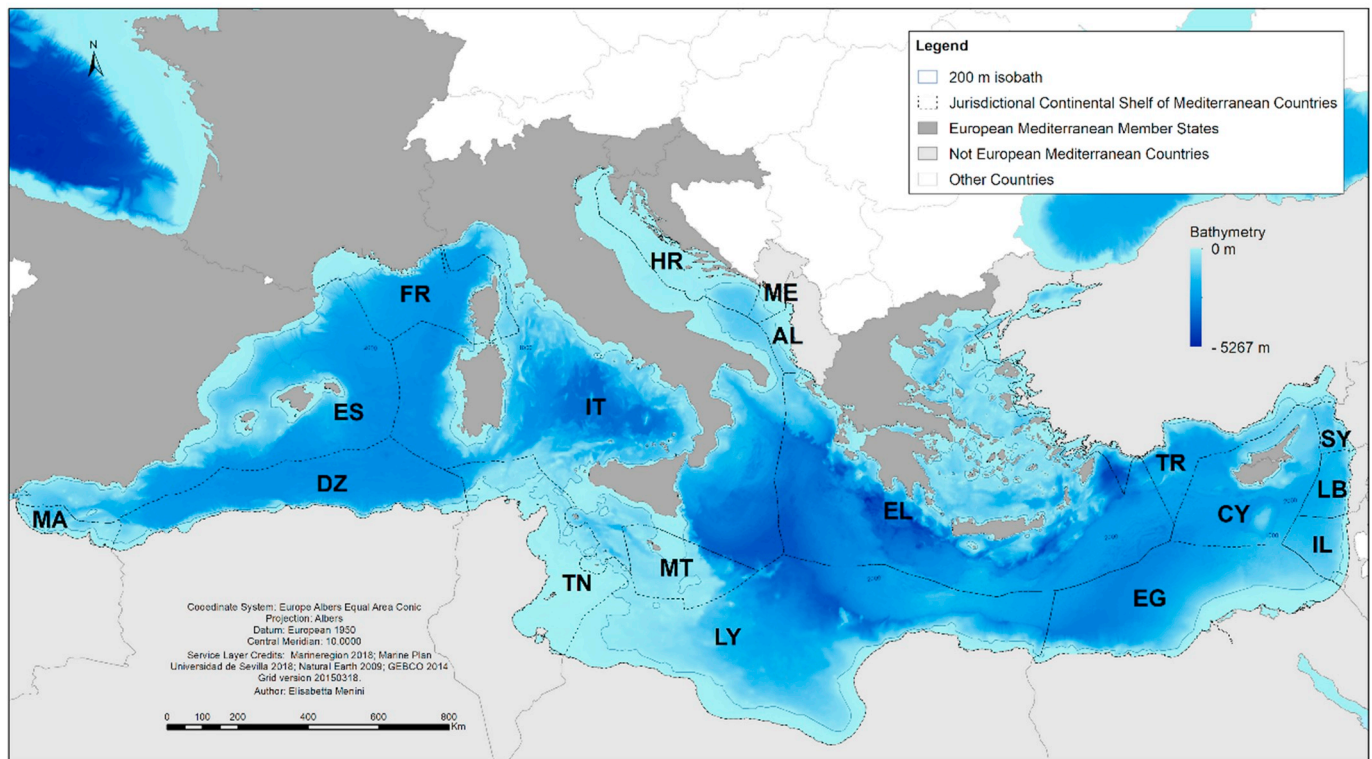 N
Legend
200 m isobath
Jurisdictional Continental Shelf of Mediterranean Countries
European Mediterranean Member States
Not European Mediterranean Countries
Other Countries
Bathymetry
0 m
- 5267 m
HR
FR
ME
AL
ES
IT
SY
TR
LB
DZ
EL
CY
MA
IL
MT
TN
EG
LY
Cooedinate System: Europe Albers Equal Area Conic
Projection: Albers
Datum: European 1950
Central Meridian: 10.0000
Service Layer Credits: Marineregion 2018; Marine Plan
Universidad de Sevilla 2018; Natural Earth 2009; GEBCO 2014
Grid version 20150318.
Author: Elisabetta Menini
0 100 200 400 600 800
Km